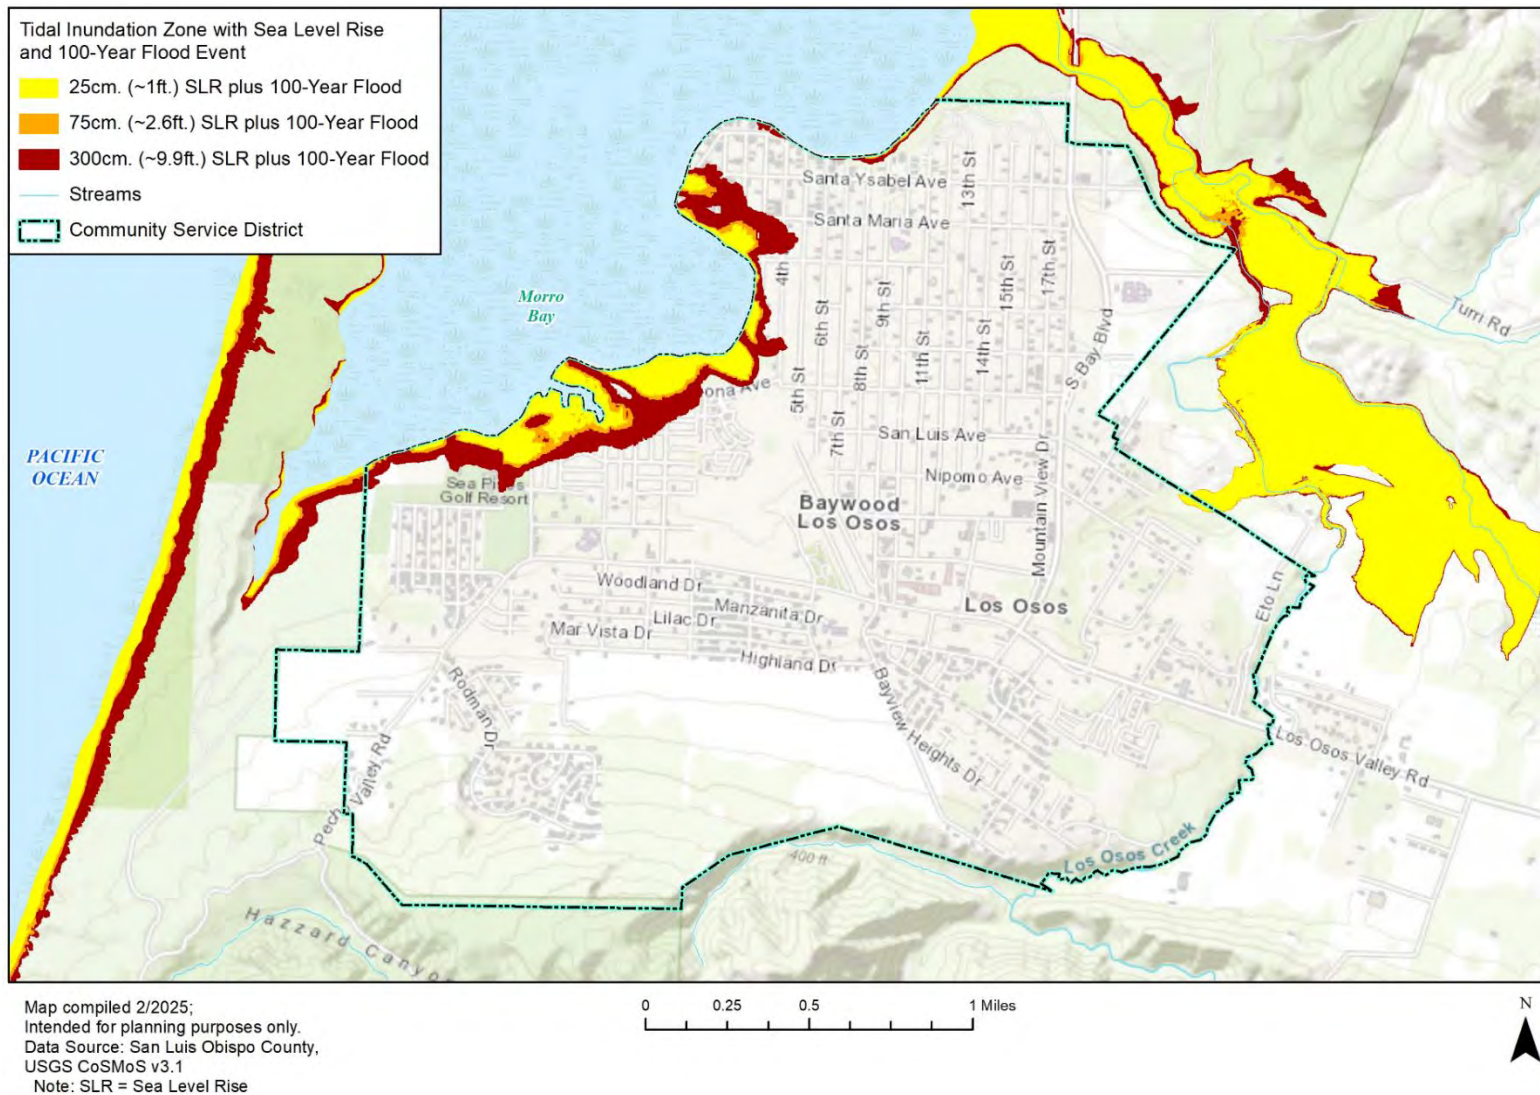 Tidal Inundation Zone with Sea Level Rise
and 100-Year Flood Event
25cm. (~1ft.) SLR plus 100-Year Flood
75cm. (~2.6ft.) SLR plus 100-Year Flood
300cm. (~9.9ft.) SLR plus 100-Year Flood
Streams
Community Service District
Santa Ysabel Ave
13th St
Santa Maria Ave
4th
17th St
15th St
Morro
Bay
9th St
6th St
S Bay Blvd
Turri Rd
14th St
11th St
8th St
5th St
ona Ave
7th St
San Luis Ave
PACIFIC
OCEAN
Nipomo Ave
Mountain View Dr
Sea Pines
Golf Resort
Baywood
Los Osos
Woodland Dr
Manzanita Dr
Los Osos
Eto Ln
Lilac Dr
Mar Vista Dr
Highland Dr
Rodman Dr
Bayview Heights Dr
Valley Rd
Los Osos Valley Rd
Los Osos Creek
400 ft
Hazzard Canyon
Map compiled 2/2025;
Intended for planning purposes only.
Data Source: San Luis Obispo County,
USGS CoSMoS v3.1
Note: SLR = Sea Level Rise
0 0.25 0.5 1 Miles
N